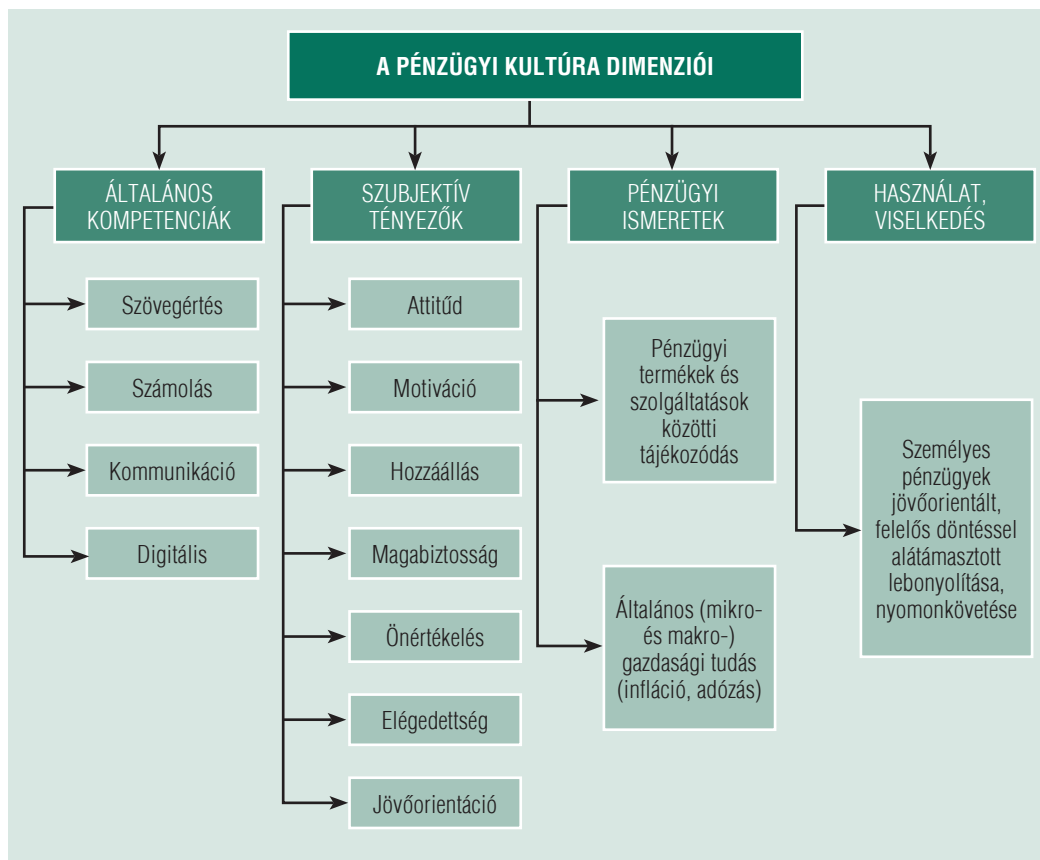 A PÉNZÜGYI KULTÚRA DIMENZIÓI
ÁLTALÁNOS
KOMPETENCIÁK
Szövegértés
Számolás
Kommunikáció
Digitális
SZUBJEKTÍV
TÉNYEZŐK
Attitűd
Motiváció
Hozzáállás
Magabiztosság
Önértékelés
Elégedettség
Jövőorientáció
PÉNZÜGYI
ISMERETEK
Pénzügyi
termékek és
szolgáltatások
közötti
tájékozódás
Általános (mikro-
és makro-)
gazdasági tudás
(infláció, adózás)
HASZNÁLAT,
VISELKEDÉS
Személyes
pénzügyek
jövőorientált,
felelős döntéssel
alátámasztott
lebonyolítása,
nyomonkövetése